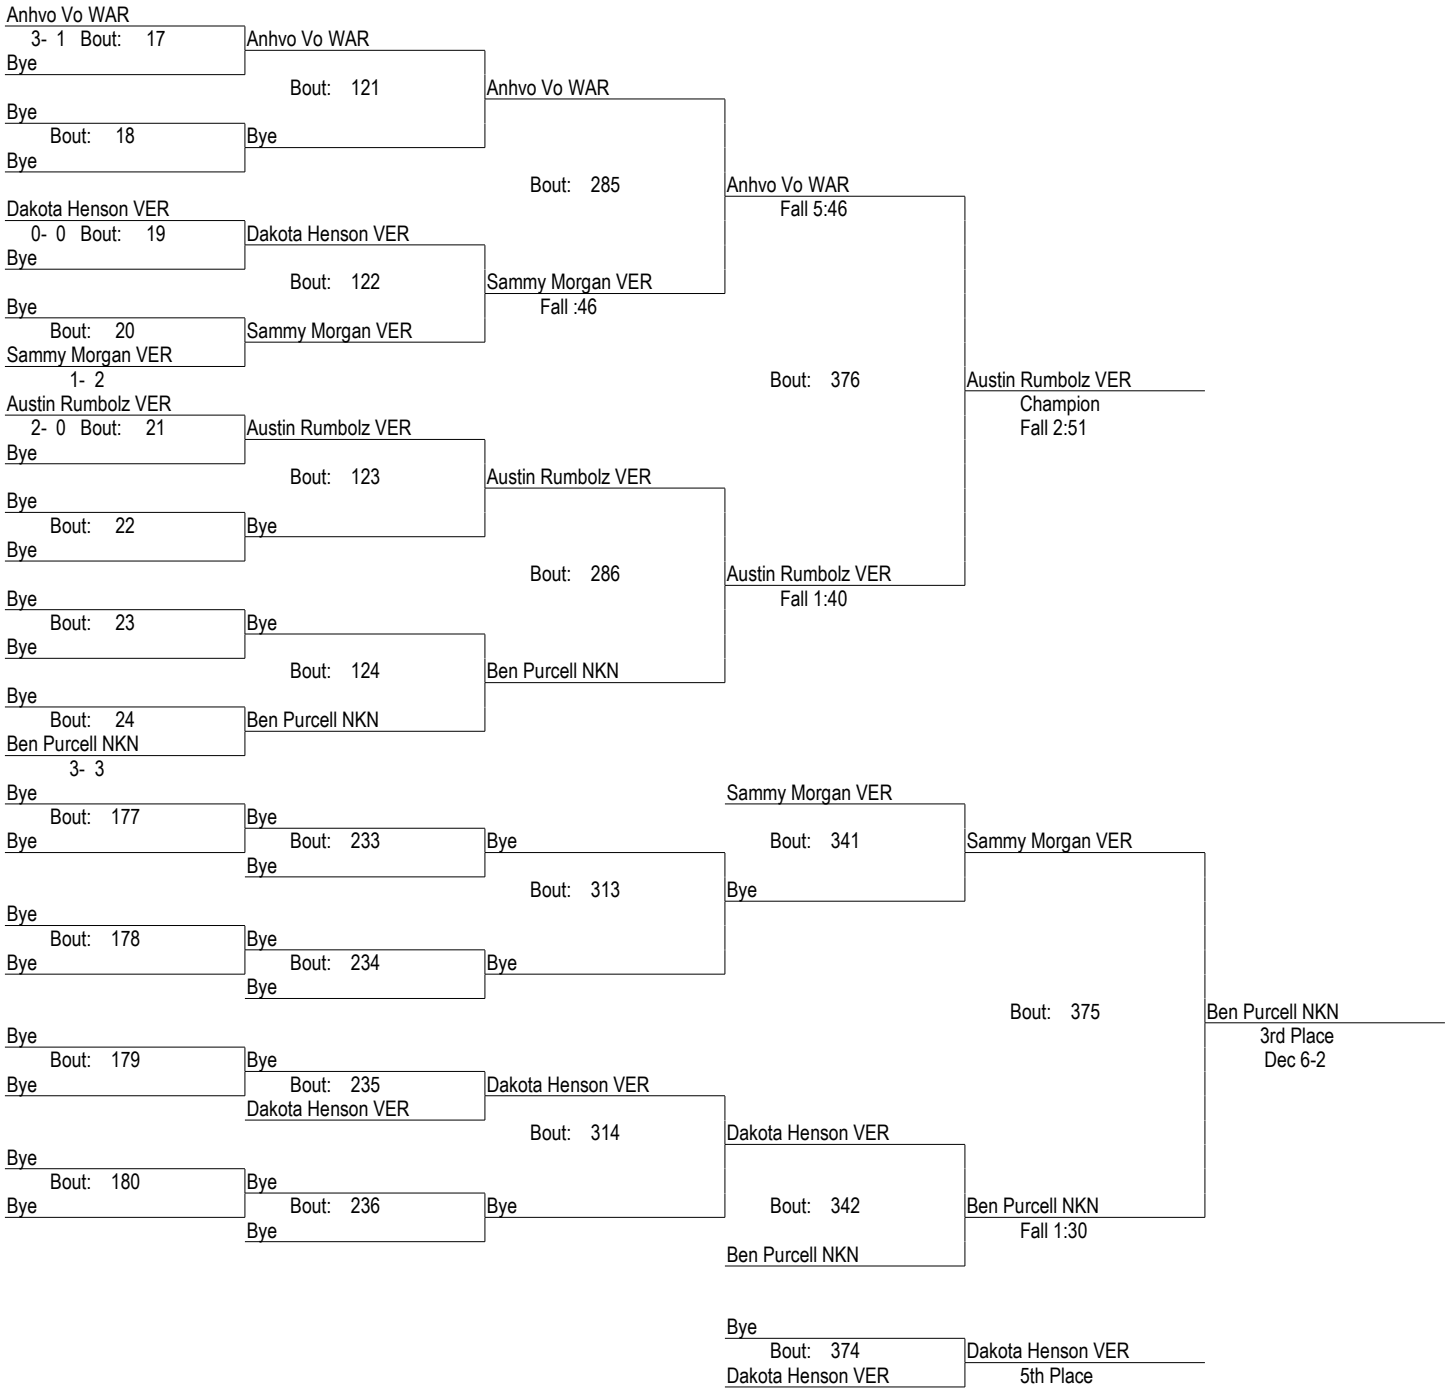 Anhvo Vo WAR
3- 1 Bout: 17 Anhvo Vo WAR
Bye
Bout: 121 Anhvo Vo WAR
Bye
Bout: 18 Bye
Bye
Bout: 285 Anhvo Vo WAR
Dakota Henson VER Fall 5:46
0- 0 Bout: 19 Dakota Henson VER
Bye
Bout: 122 Sammy Morgan VER
Bye Fall :46
Bout: 20 Sammy Morgan VER
Sammy Morgan VER
1- 2 Bout: 376 Austin Rumbolz VER
Austin Rumbolz VER Champion
2- 0 Bout: 21 Austin Rumbolz VER Fall 2:51
Bye
Bout: 123 Austin Rumbolz VER
Bye
Bout: 22 Bye
Bye
Bout: 286 Austin Rumbolz VER
Bye Fall 1:40
Bout: 23 Bye
Bye
Bout: 124 Ben Purcell NKN
Bye
Bout: 24 Ben Purcell NKN
Ben Purcell NKN
3- 3
Bye Sammy Morgan VER
Bout: 177 Bye
Bye Bout: 233 Bye Bout: 341 Sammy Morgan VER
Bye
Bout: 313 Bye
Bye
Bout: 178 Bye
Bye Bout: 234 Bye
Bye
Bout: 375 Ben Purcell NKN
Bye 3rd Place
Bout: 179 Bye Dec 6-2
Bye Bout: 235 Dakota Henson VER
Dakota Henson VER
Bout: 314 Dakota Henson VER
Bye
Bout: 180 Bye
Bye Bout: 236 Bye Bout: 342 Ben Purcell NKN
Bye Fall 1:30
Ben Purcell NKN
Bye
Bout: 374 Dakota Henson VER
Dakota Henson VER 5th Place